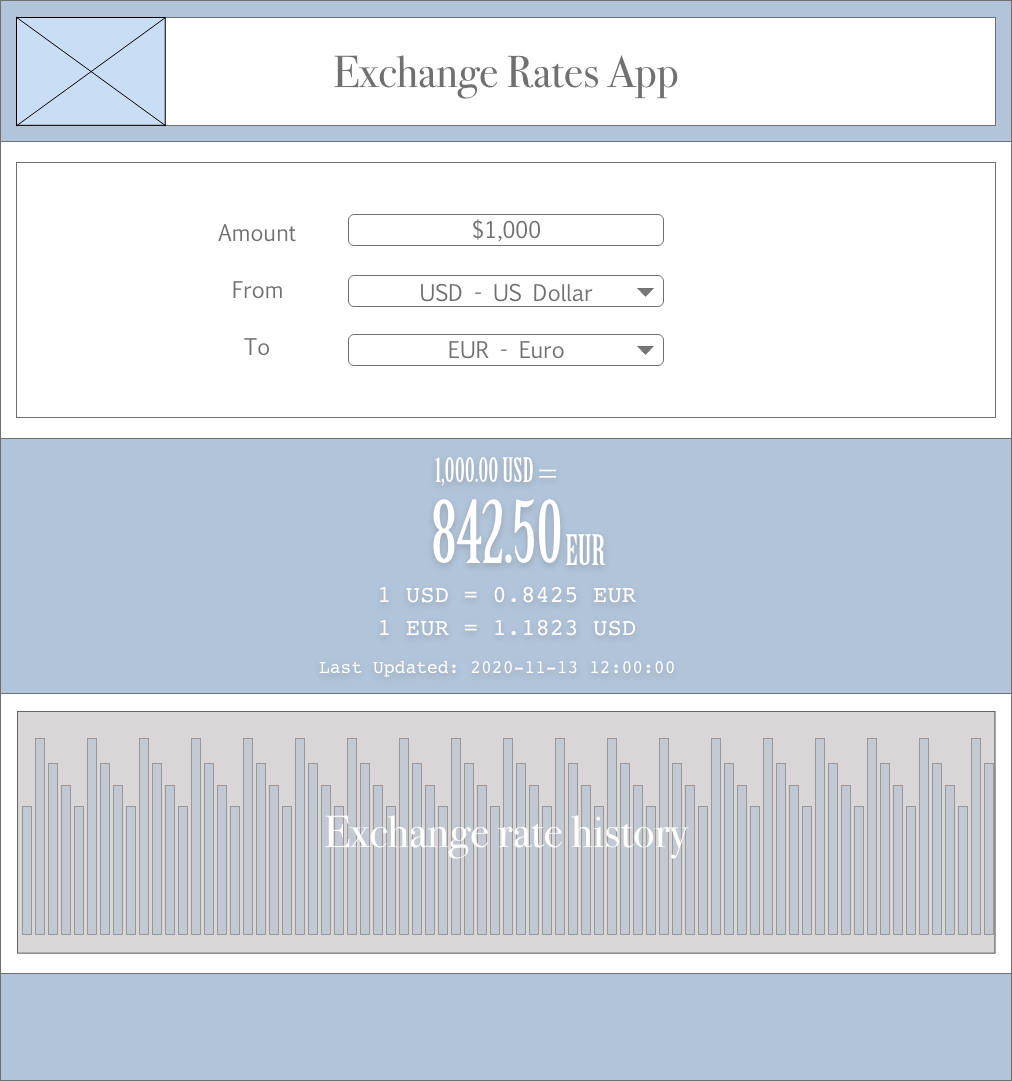 Exchange Rates App
Amount
$1,000
From
USD - US Dollar
To
EUR - Euro
1,000.00 USD =
842.50 EUR
1 USD = 0.8425 EUR
1 EUR = 1.1823 USD
Last Updated: 2020-11-13 12:00:00
Exchange rate history